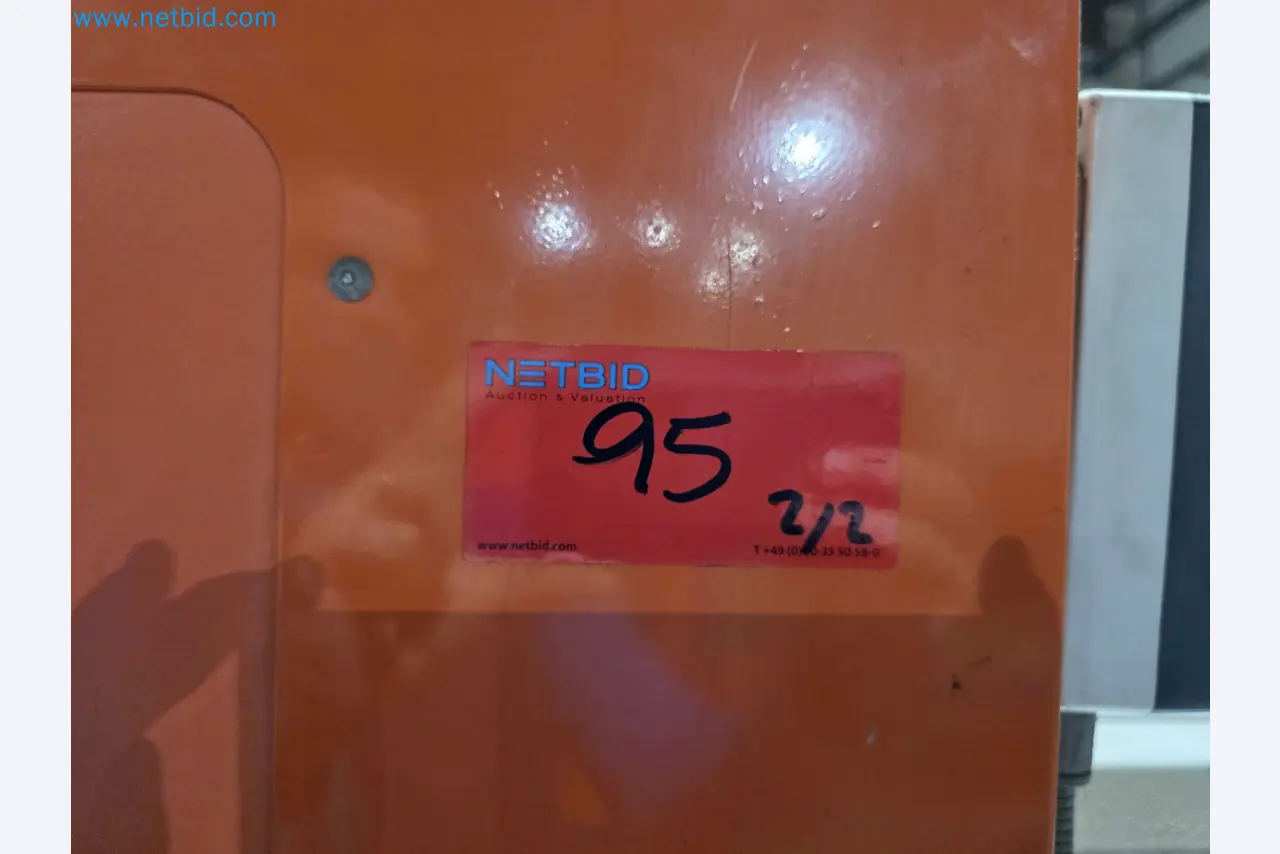 www.netbid.com
NETBID
Auction & Valuation
95
2/2
www.netbid.com